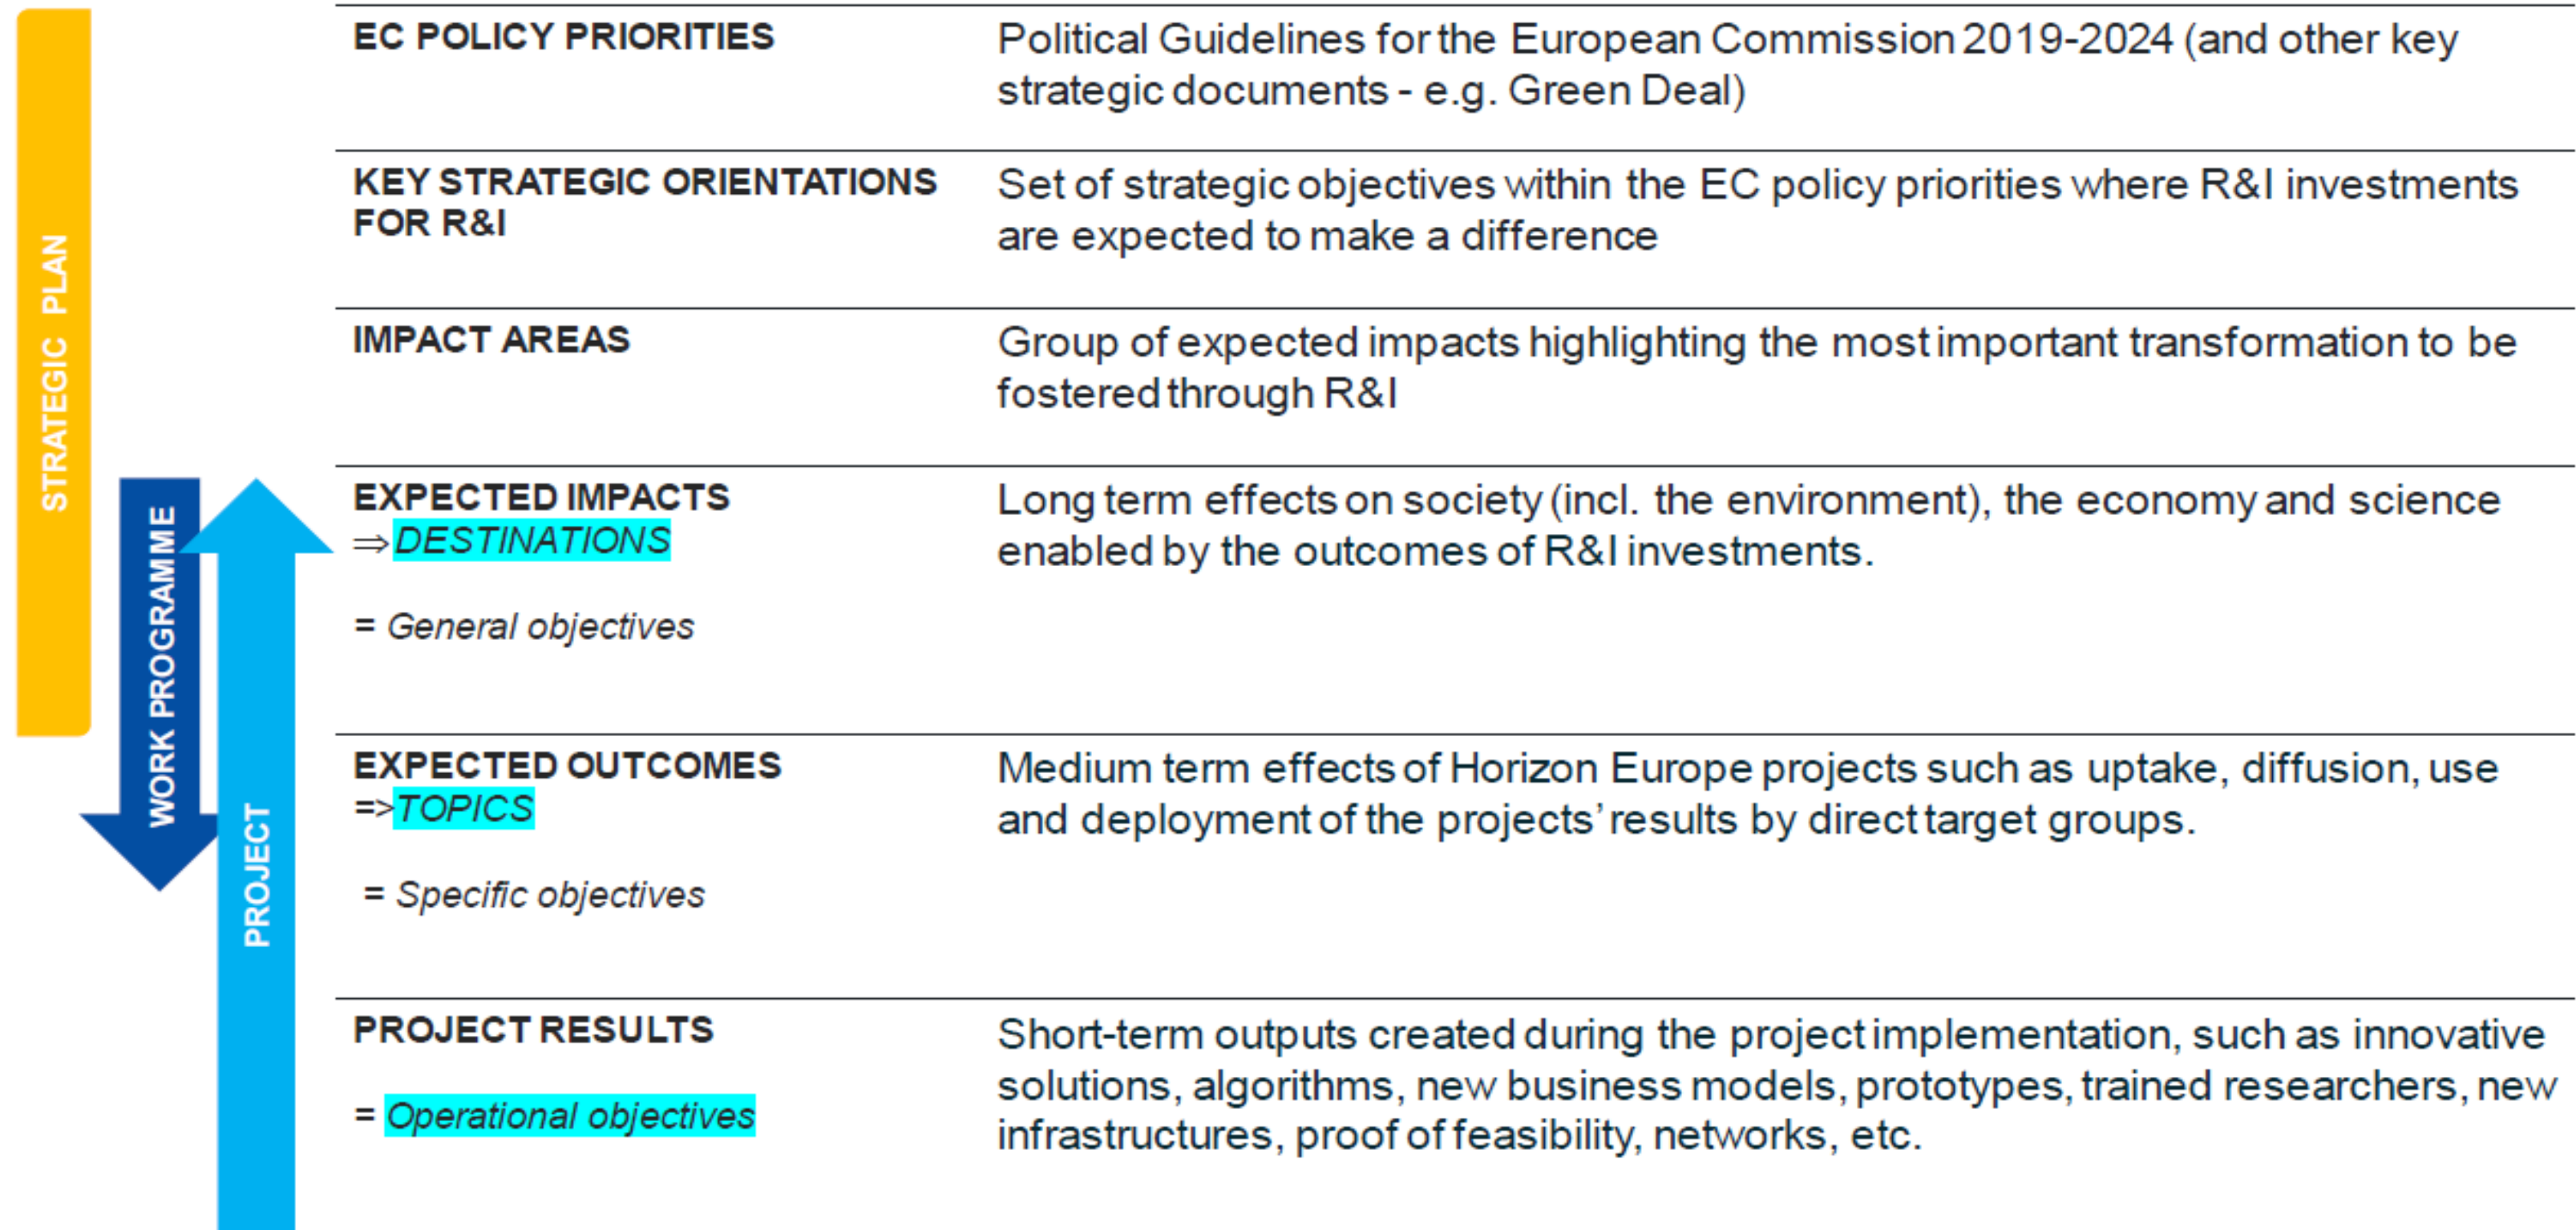 STRATEGIC PLAN
WORK PROGRAMME
PROJECT
EC POLICY PRIORITIES
Political Guidelines for the European Commission 2019-2024 (and other key
strategic documents - e.g. Green Deal)
KEY STRATEGIC ORIENTATIONS
FOR R&I
Set of strategic objectives within the EC policy priorities where R&I investments
are expected to make a difference
IMPACT AREAS
Group of expected impacts highlighting the most important transformation to be
fostered through R&I
EXPECTED IMPACTS
⇒DESTINATIONS
= General objectives
Long term effects on society (incl. the environment), the economy and science
enabled by the outcomes of R&I investments.
EXPECTED OUTCOMES
=>TOPICS
= Specific objectives
Medium term effects of Horizon Europe projects such as uptake, diffusion, use
and deployment of the projects’ results by direct target groups.
PROJECT RESULTS
= Operational objectives
Short-term outputs created during the project implementation, such as innovative
solutions, algorithms, new business models, prototypes, trained researchers, new
infrastructures, proof of feasibility, networks, etc.